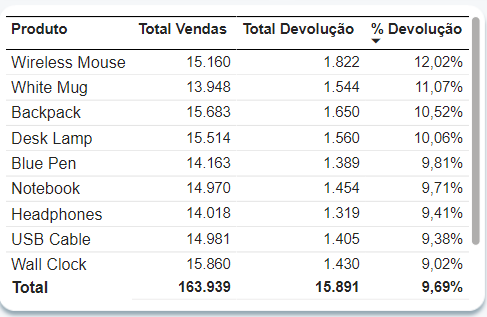 Produto Total Vendas Total Devolução % Devolução
Wireless Mouse 15.160 1.822 12,02%
White Mug 13.948 1.544 11,07%
Backpack 15.683 1.650 10,52%
Desk Lamp 15.514 1.560 10,06%
Blue Pen 14.163 1.389 9,81%
Notebook 14.970 1.454 9,71%
Headphones 14.018 1.319 9,41%
USB Cable 14.981 1.405 9,38%
Wall Clock 15.860 1.430 9,02%
Total 163.939 15.891 9,69%